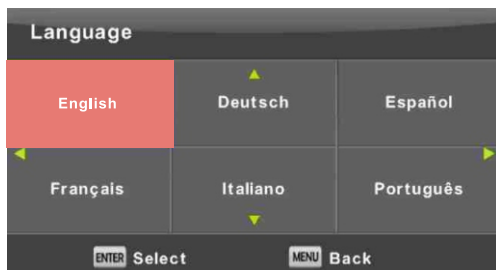 Language
English Deutsch Español
Français Italiano Português
ENTER Select MENU Back